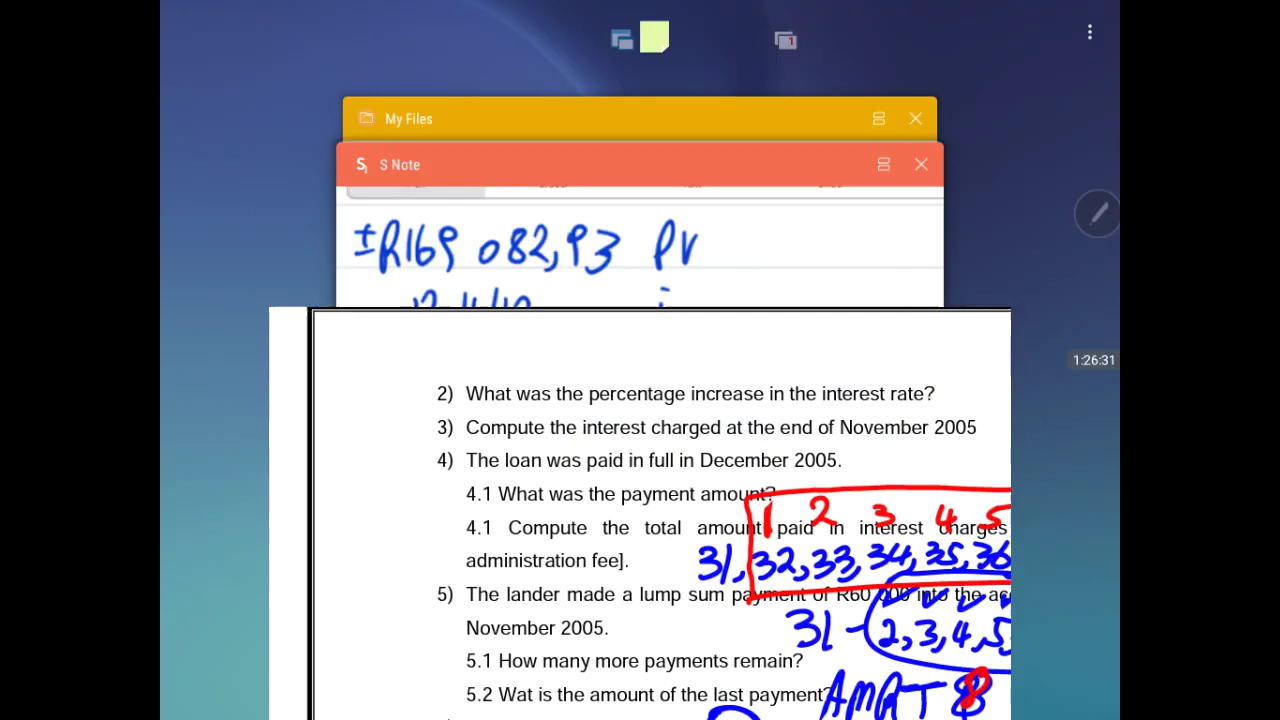 1
My Files
S Note
±R169 082,93 PV
1:26:31
2) What was the percentage increase in the interest rate?
3) Compute the interest charged at the end of November 2005
4) The loan was paid in full in December 2005.
4.1 What was the payment amount?
1 2 3 4 5
4.1 Compute the total amount paid in interest charges
31, 32, 33, 34, 35, 36
administration fee].
5) The lander made a lump sum payment of R60 000 into the ac
November 2005.
31 - 2, 3, 4, 5
5.1 How many more payments remain?
5.2 Wat is the amount of the last payment?
AMRT 8